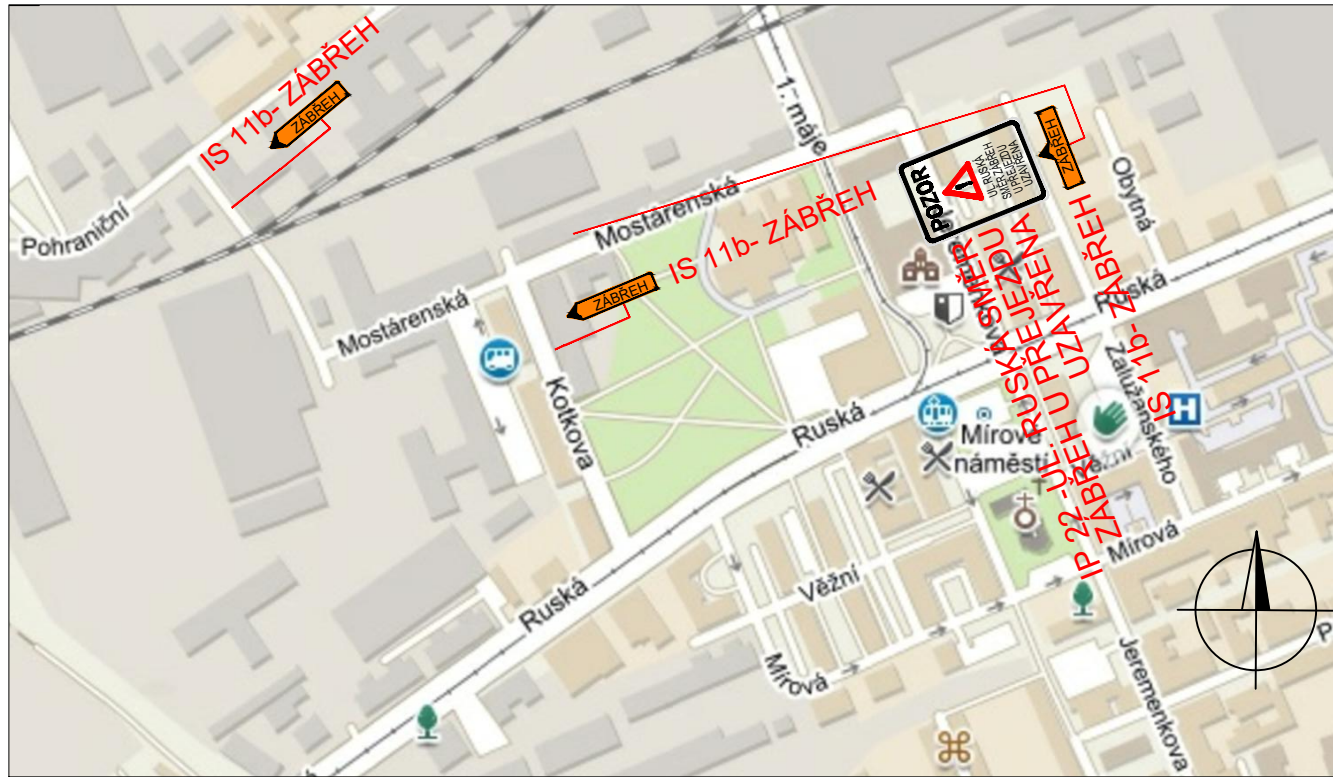 IS 11b- ZÁBŘEH
ZÁBŘEH
Pohraniční
1. máje
Mostárenská
IS 11b- ZÁBŘEH
ZÁBŘEH
Mostárenská
Kotkova
POZOR
UL. RUSKÁ
SMĚR ZÁBŘEH
U PŘEJEZDU
UZAVŘENA
ZÁBŘEH
Obytná
Ruská
IP 22 -UL. RUSKÁ SMĚR
ZÁBŘEH U PŘEJEZDU
UZAVŘENA
IS 11b- ZÁBŘEH
Zalužanského
H
Ruská
Mírové
náměstí
Věžní
Mírová
Ruská
Mírová
Jeremenkova
P